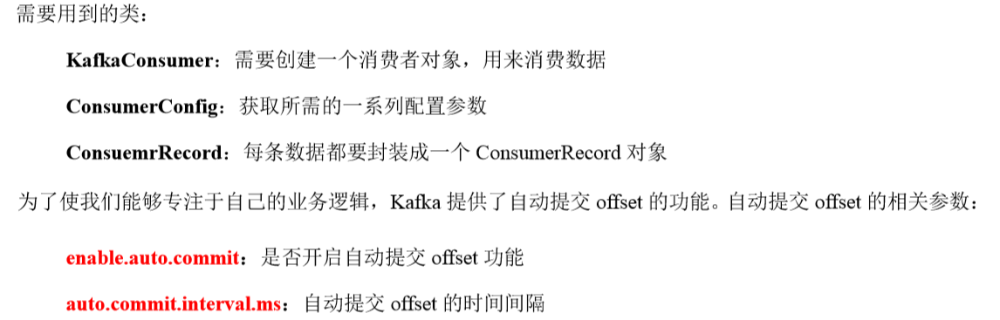 需要用到的类：
KafkaConsumer：需要创建一个消费者对象，用来消费数据
ConsumerConfig：获取所需的一系列配置参数
ConsuemrRecord：每条数据都要封装成一个 ConsumerRecord 对象
为了使我们能够专注于自己的业务逻辑，Kafka 提供了自动提交 offset 的功能。自动提交 offset 的相关参数：
enable.auto.commit：是否开启自动提交 offset 功能
auto.commit.interval.ms：自动提交 offset 的时间间隔